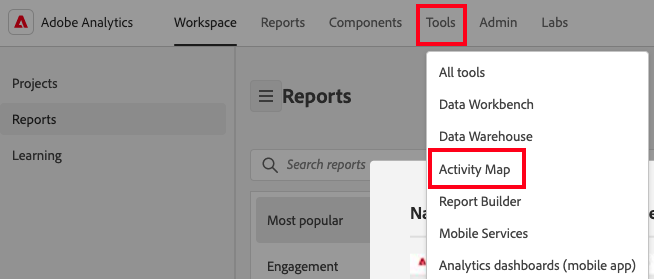 Adobe Analytics
Workspace
Reports
Components
Tools
Admin
Labs
Projects
Reports
Learning
Reports
Search reports
Most popular
Engagement
All tools
Data Workbench
Data Warehouse
Activity Map
Report Builder
Mobile Services
Analytics dashboards (mobile app)